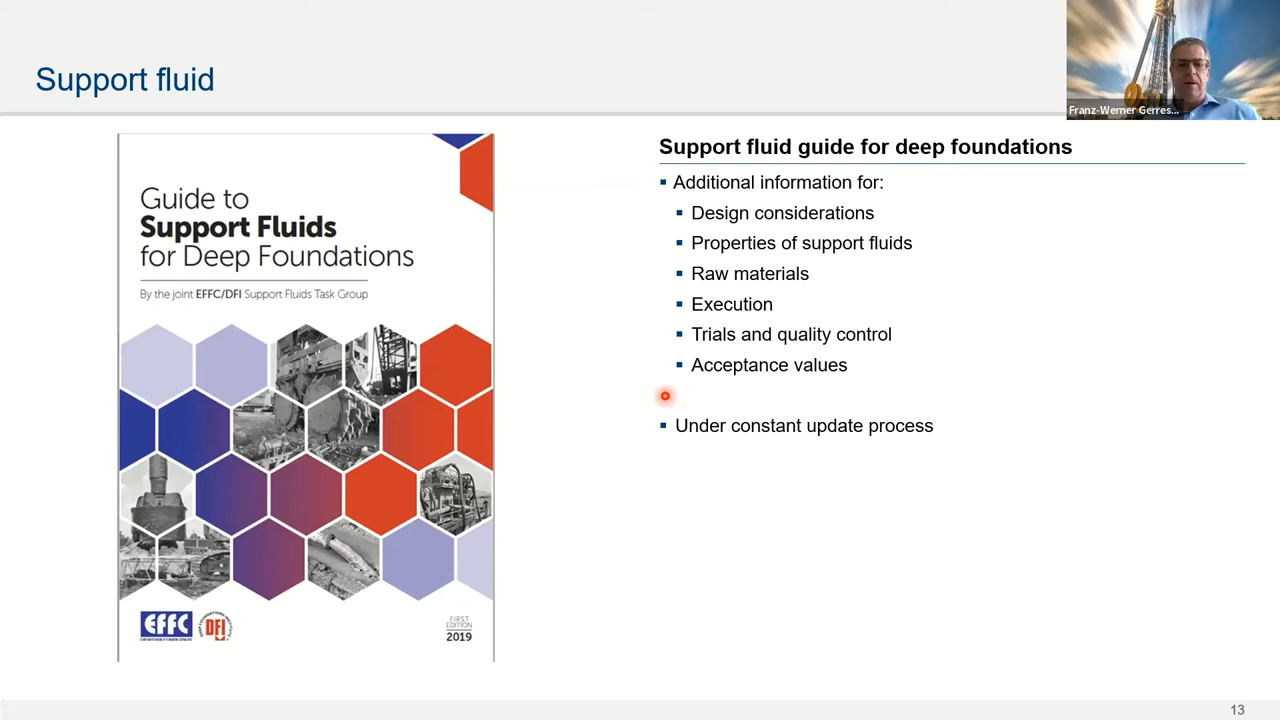 Support fluid
Franz-Werner Gerres...
Guide to
Support Fluids
for Deep Foundations
By the joint EFFC/DFI Support Fluids Task Group
EFFC
DFI
FIRST
EDITION
2019
Support fluid guide for deep foundations
Additional information for:
Design considerations
Properties of support fluids
Raw materials
Execution
Trials and quality control
Acceptance values
Under constant update process
13